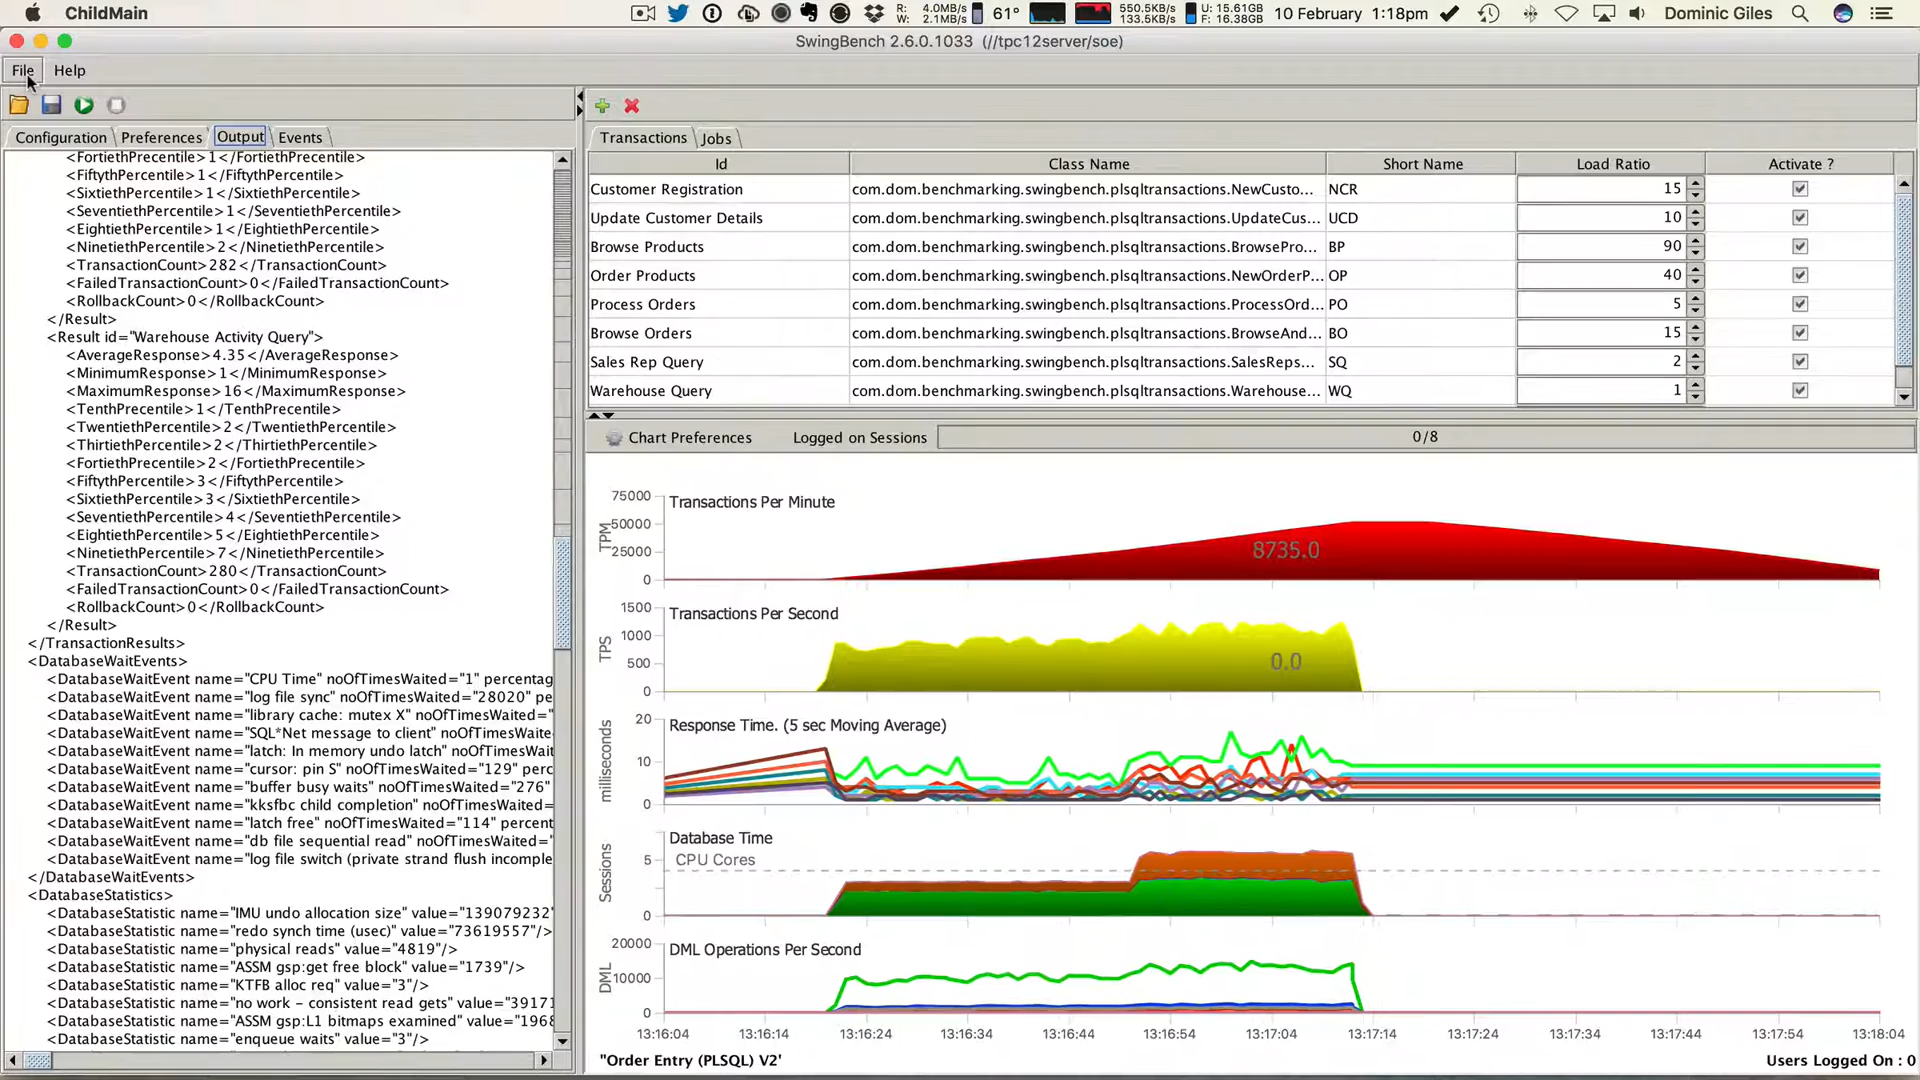 ChildMain
R: 4.0MB/s
W: 2.1MB/s
61°
550.5KB/s
133.5KB/s
U: 15.61GB
F: 16.38GB
10 February 1:18pm
Dominic Giles
SwingBench 2.6.0.1033 (//tpc12server/soe)
File Help
Configuration Preferences Output Events
<FortiethPrecentile>1</FortiethPrecentile>
<FiftythPercentile>1</FiftythPercentile>
<SixtiethPercentile>1</SixtiethPercentile>
<SeventiethPercentile>1</SeventiethPercentile>
<EightiethPercentile>1</EightiethPercentile>
<NinetiethPercentile>2</NinetiethPercentile>
<TransactionCount>282</TransactionCount>
<FailedTransactionCount>0</FailedTransactionCount>
<RollbackCount>0</RollbackCount>
</Result>
<Result id="Warehouse Activity Query">
<AverageResponse>4.35</AverageResponse>
<MinimumResponse>1</MinimumResponse>
<MaximumResponse>16</MaximumResponse>
<TenthPrecentile>1</TenthPrecentile>
<TwentiethPercentile>2</TwentiethPercentile>
<ThirtiethPercentile>2</ThirtiethPercentile>
<FortiethPrecentile>2</FortiethPrecentile>
<FiftythPercentile>3</FiftythPercentile>
<SixtiethPercentile>3</SixtiethPercentile>
<SeventiethPercentile>4</SeventiethPercentile>
<EightiethPercentile>5</EightiethPercentile>
<NinetiethPercentile>7</NinetiethPercentile>
<TransactionCount>280</TransactionCount>
<FailedTransactionCount>0</FailedTransactionCount>
<RollbackCount>0</RollbackCount>
</Result>
</TransactionResults>
<DatabaseWaitEvents>
<DatabaseWaitEvent name="CPU Time" noOfTimesWaited="1" percentag
<DatabaseWaitEvent name="log file sync" noOfTimesWaited="28020" pe
<DatabaseWaitEvent name="library cache: mutex X" noOfTimesWaited="
<DatabaseWaitEvent name="SQL*Net message to client" noOfTimesWaite
<DatabaseWaitEvent name="latch: In memory undo latch" noOfTimesWait
<DatabaseWaitEvent name="cursor: pin S" noOfTimesWaited="129" perc
<DatabaseWaitEvent name="buffer busy waits" noOfTimesWaited="276"
<DatabaseWaitEvent name="kksfbc child completion" noOfTimesWaited=
<DatabaseWaitEvent name="latch free" noOfTimesWaited="114" percent
<DatabaseWaitEvent name="db file sequential read" noOfTimesWaited=
<DatabaseWaitEvent name="log file switch (private strand flush incomple
</DatabaseWaitEvents>
<DatabaseStatistics>
<DatabaseStatistic name="IMU undo allocation size" value="139079232"
<DatabaseStatistic name="redo synch time (usec)" value="73619557"/>
<DatabaseStatistic name="physical reads" value="4819"/>
<DatabaseStatistic name="ASSM gsp:get free block" value="1739"/>
<DatabaseStatistic name="KTFB alloc req" value="3"/>
<DatabaseStatistic name="no work – consistent read gets" value="39171
<DatabaseStatistic name="ASSM gsp:L1 bitmaps examined" value="1968
<DatabaseStatistic name="enqueue waits" value="3"/>
Transactions Jobs
Id Class Name Short Name Load Ratio Activate ?
Customer Registration com.dom.benchmarking.swingbench.plsqltransactions.NewCusto... NCR 15
Update Customer Details com.dom.benchmarking.swingbench.plsqltransactions.UpdateCus... UCD 10
Browse Products com.dom.benchmarking.swingbench.plsqltransactions.BrowsePro... BP 90
Order Products com.dom.benchmarking.swingbench.plsqltransactions.NewOrderP... OP 40
Process Orders com.dom.benchmarking.swingbench.plsqltransactions.ProcessOrd... PO 5
Browse Orders com.dom.benchmarking.swingbench.plsqltransactions.BrowseAnd... BO 15
Sales Rep Query com.dom.benchmarking.swingbench.plsqltransactions.SalesReps... SQ 2
Warehouse Query com.dom.benchmarking.swingbench.plsqltransactions.Warehouse... WQ 1
Chart Preferences Logged on Sessions 0/8
Transactions Per Minute
TPM
75000
50000
25000
0
8735.0
Transactions Per Second
TPS
1500
1000
500
0
0.0
Response Time. (5 sec Moving Average)
milliseconds
20
10
0
Database Time
CPU Cores
Sessions
5
0
DML Operations Per Second
DML
20000
10000
0
13:16:04 13:16:14 13:16:24 13:16:34 13:16:44 13:16:54 13:17:04 13:17:14 13:17:24 13:17:34 13:17:44 13:17:54 13:18:04
"Order Entry (PLSQL) V2'
Users Logged On : 0